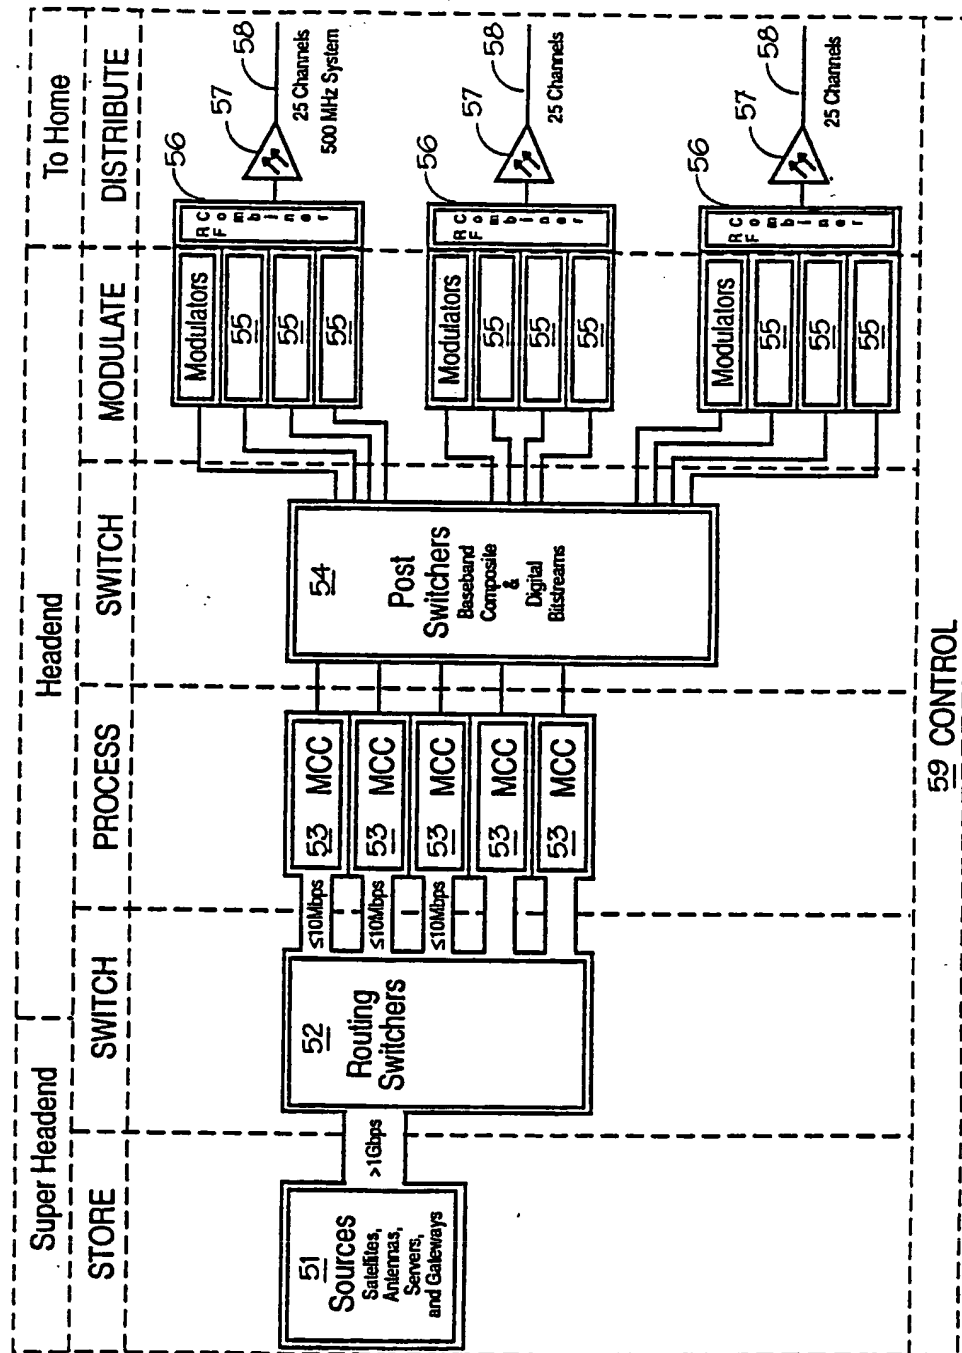 Super Headend
Headend
To Home
STORE
SWITCH
PROCESS
SWITCH
MODULATE
DISTRIBUTE
51
Sources
Satellites,
Antennas,
Servers,
and Gateways
>1Gbps
52
Routing
Switchers
≤10Mbps
≤10Mbps
≤10Mbps
53 MCC
53 MCC
53 MCC
53 MCC
53 MCC
54
Post
Switchers
Baseband
Composite
&
Digital
Bitstreams
Modulators
55
55
55
RF Combiner
56
57
58
25 Channels
500 MHz System
Modulators
55
55
55
RF Combiner
56
57
58
25 Channels
Modulators
55
55
55
RF Combiner
56
57
58
25 Channels
59 CONTROL